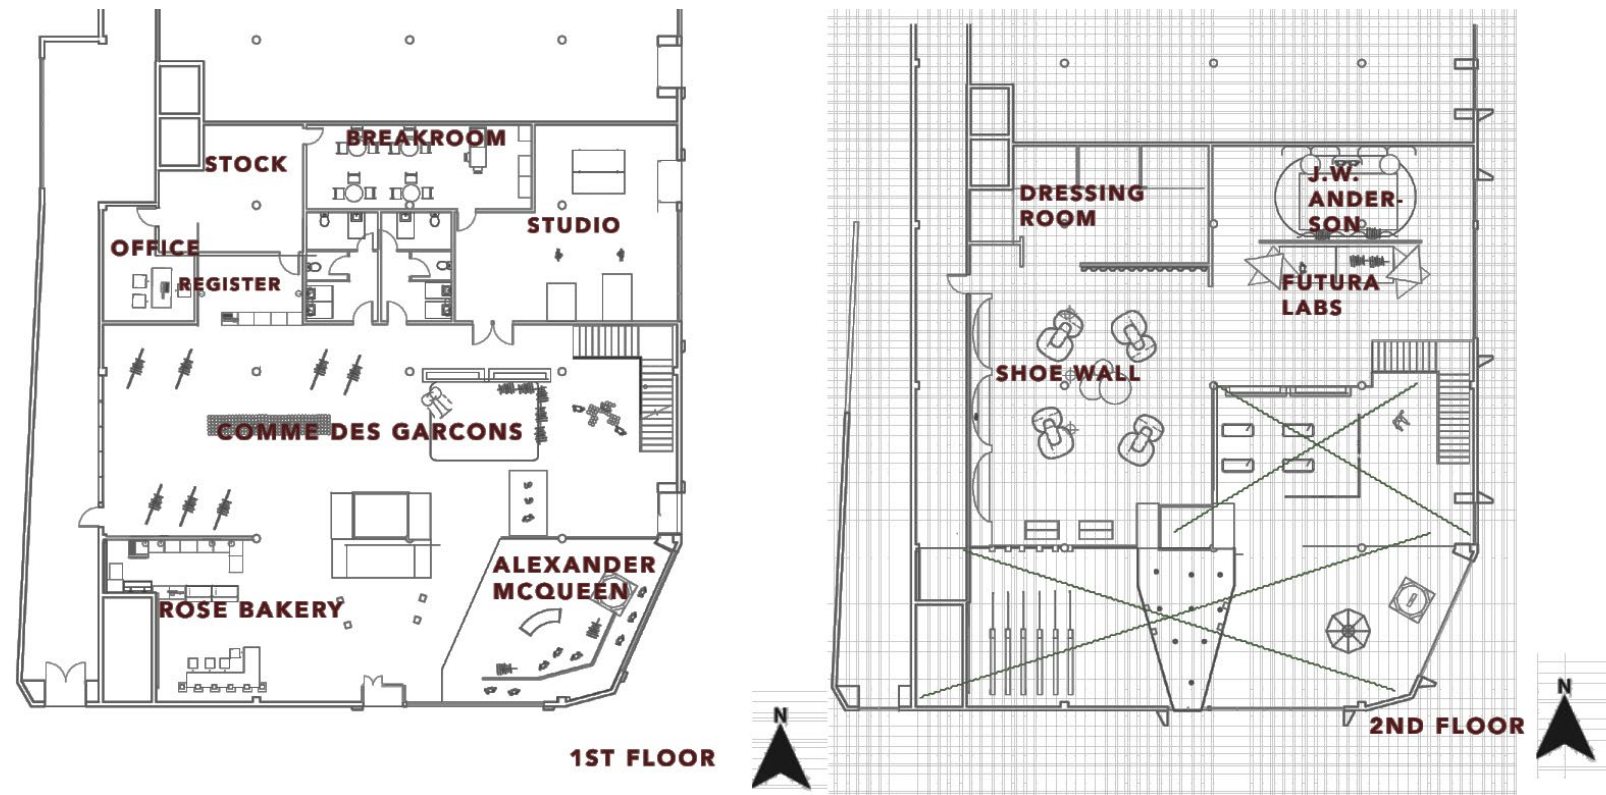 BREAKROOM
STOCK
STUDIO
OFFICE
REGISTER
COMME DES GARCONS
ALEXANDER
MCQUEEN
ROSE BAKERY
1ST FLOOR
N
J.W.
ANDER-
SON
DRESSING
ROOM
FUTURA
LABS
SHOE WALL
2ND FLOOR
N